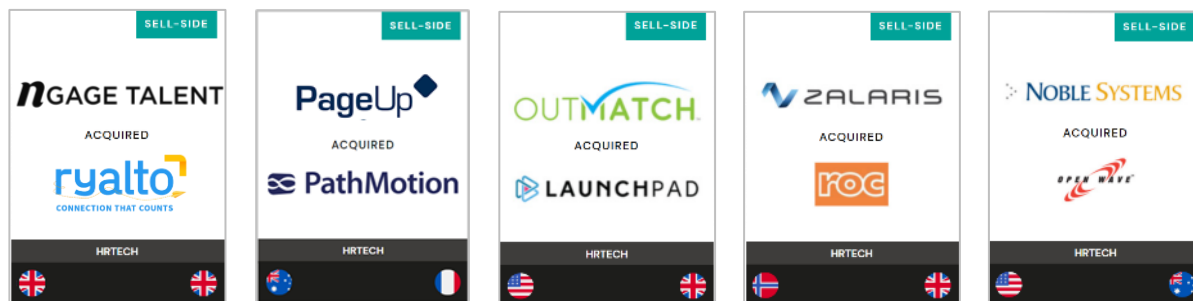 SELL-SIDE
nGAGE TALENT
ACQUIRED
ryalto
CONNECTION THAT COUNTS
HRTECH
SELL-SIDE
PageUp
ACQUIRED
PathMotion
HRTECH
SELL-SIDE
OUTMATCH
ACQUIRED
LAUNCHPAD
HRTECH
SELL-SIDE
ZALARIS
ACQUIRED
roc
HRTECH
SELL-SIDE
NOBLE SYSTEMS
ACQUIRED
OPEN WAVE
HRTECH